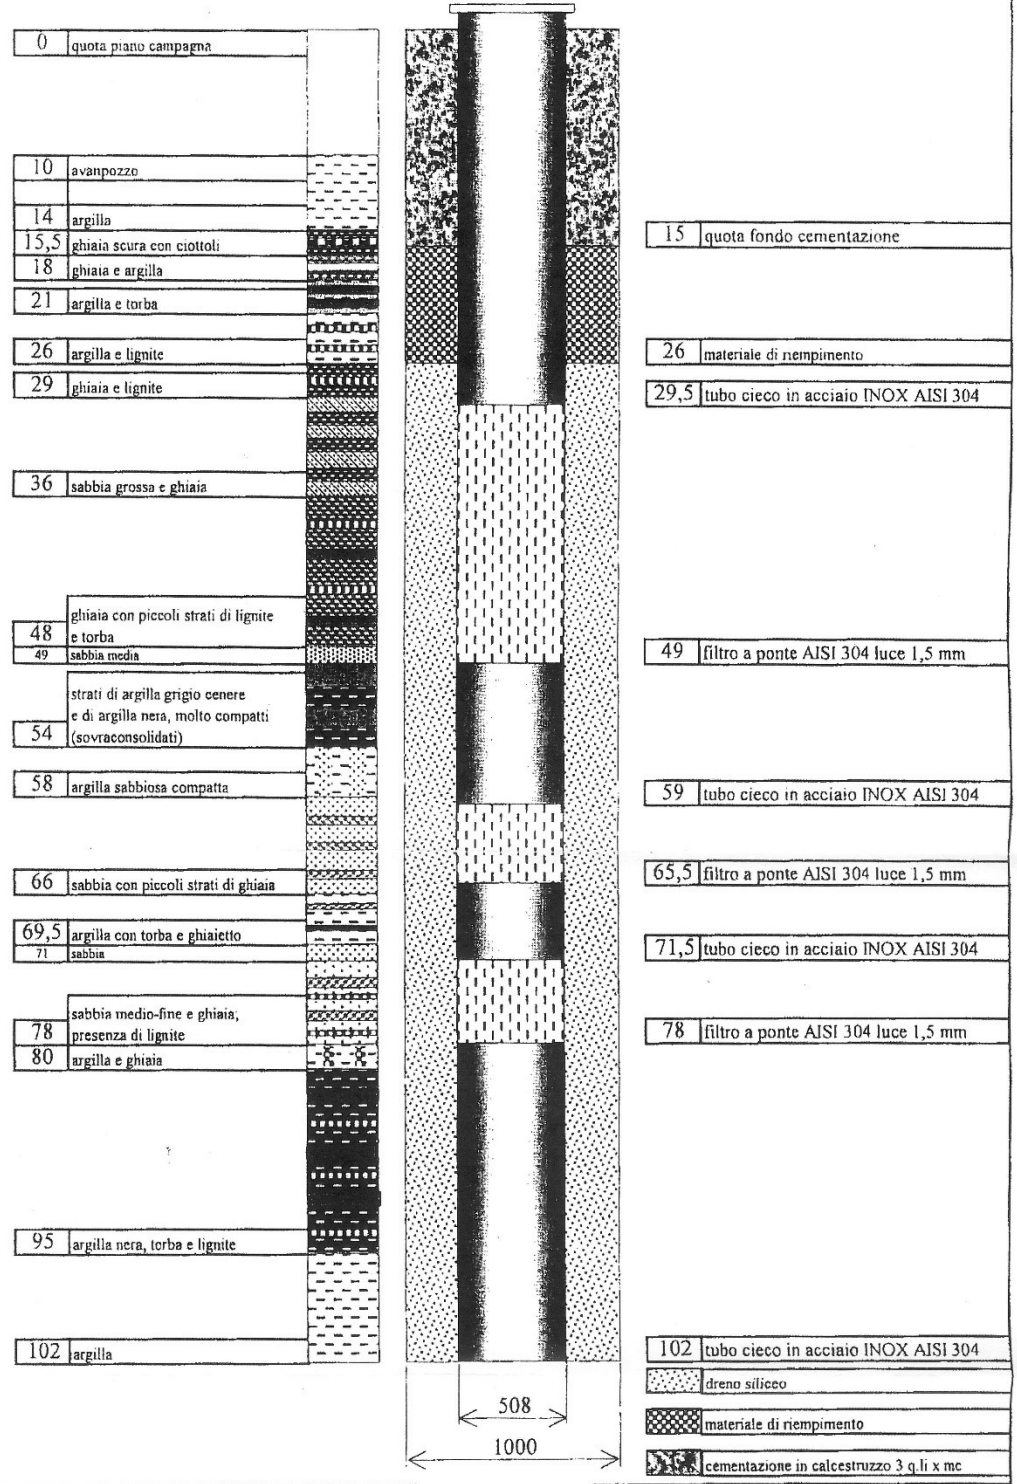 0 quota piano campagna
10 avanpozzo
14 argilla
15,5 ghiaia scura con ciottoli
18 ghiaia e argilla
21 argilla e torba
26 argilla e lignite
29 ghiaia e lignite
36 sabbia grossa e ghiaia
ghiaia con piccoli strati di lignite
48 e torba
49 sabbia media
strati di argilla grigio cenere
e di argilla nera, molto compatti
54 (sovraconsolidati)
58 argilla sabbiosa compatta
66 sabbia con piccoli strati di ghiaia
69,5 argilla con torba e ghiaietto
71 sabbia
sabbia medio-fine e ghiaia;
78 presenza di lignite
80 argilla e ghiaia
95 argilla nera, torba e lignite
102 argilla
508
1000
15 quota fondo cementazione
26 materiale di riempimento
29,5 tubo cieco in acciaio INOX AISI 304
49 filtro a ponte AISI 304 luce 1,5 mm
59 tubo cieco in acciaio INOX AISI 304
65,5 filtro a ponte AISI 304 luce 1,5 mm
71,5 tubo cieco in acciaio INOX AISI 304
78 filtro a ponte AISI 304 luce 1,5 mm
102 tubo cieco in acciaio INOX AISI 304
dreno siliceo
materiale di riempimento
cementazione in calcestruzzo 3 q.li x mc